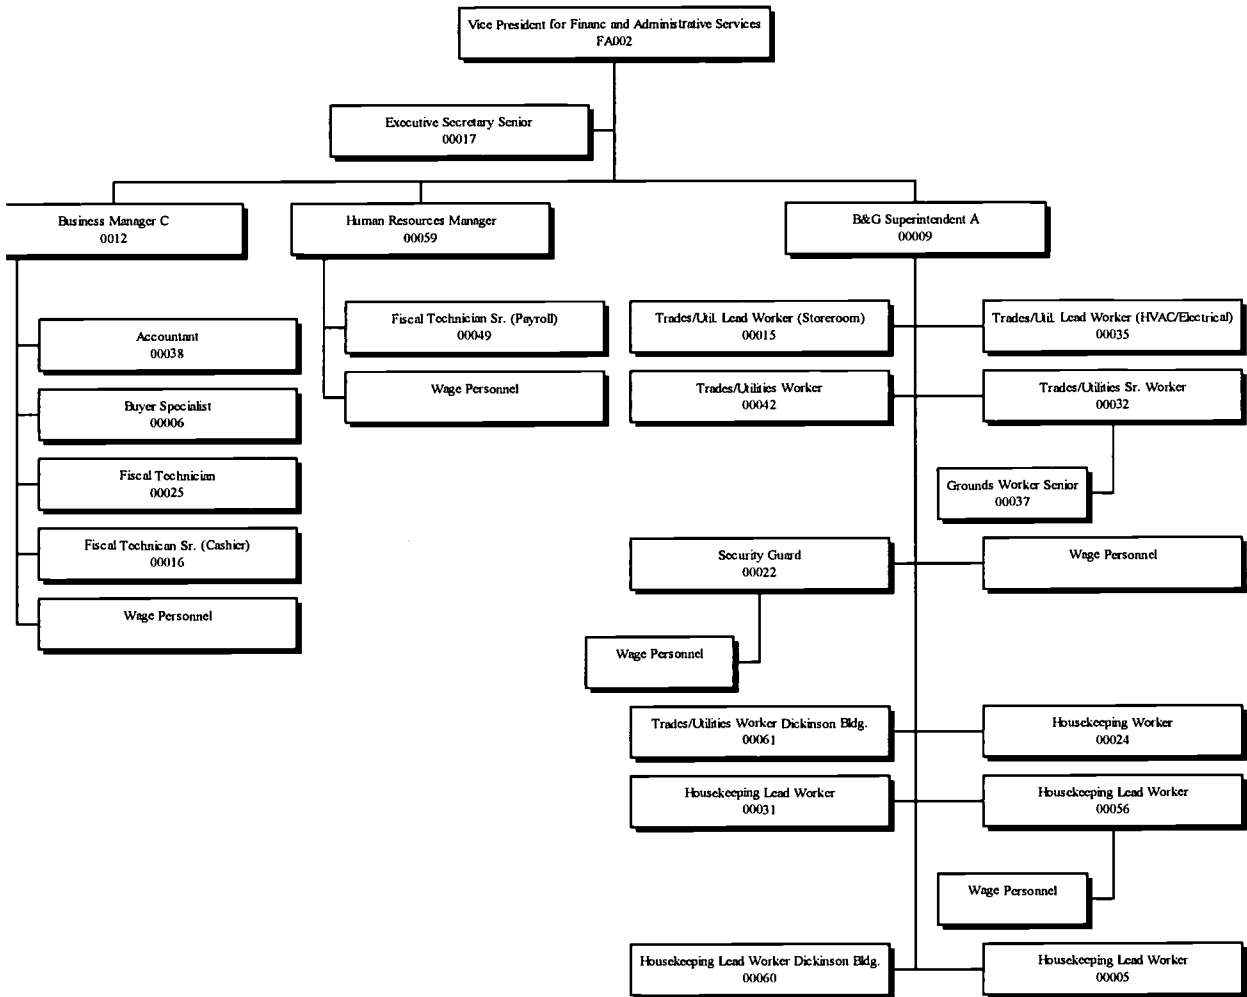 Vice President for Financ and Administrative Services
FA002
Executive Secretary Senior
00017
Business Manager C
0012
Human Resources Manager
00059
B&G Superintendent A
00009
Accountant
00038
Buyer Specialist
00006
Fiscal Technician
00025
Fiscal Technican Sr. (Cashier)
00016
Wage Personnel
Fiscal Technician Sr. (Payroll)
00049
Wage Personnel
Trades/Util. Lead Worker (Storeroom)
00015
Trades/Util. Lead Worker (HVAC/Electrical)
00035
Trades/Utilities Worker
00042
Trades/Utilities Sr. Worker
00032
Grounds Worker Senior
00037
Security Guard
00022
Wage Personnel
Wage Personnel
Trades/Utilities Worker Dickinson Bldg.
00061
Housekeeping Worker
00024
Housekeeping Lead Worker
00031
Housekeeping Lead Worker
00056
Wage Personnel
Housekeeping Lead Worker Dickinson Bldg.
00060
Housekeeping Lead Worker
00005